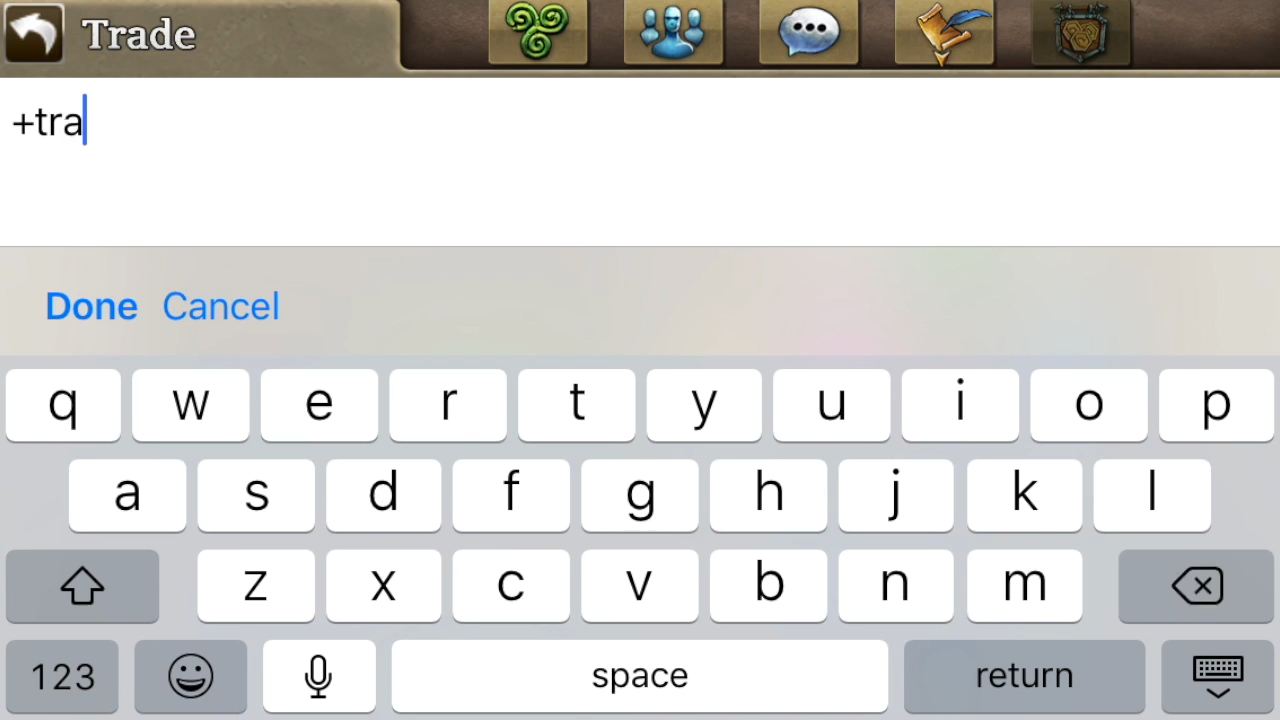 Trade
+tra
Done Cancel
q w e r t y u i o p
a s d f g h j k l
z x c v b n m
123 space return